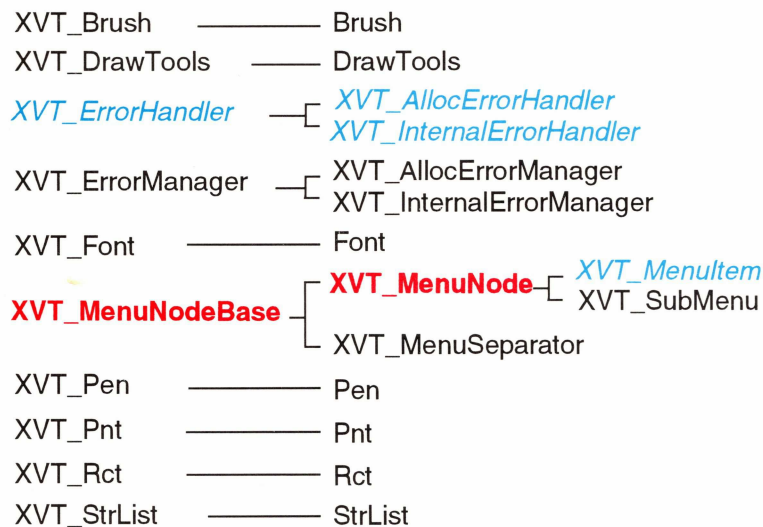 XVT_Brush Brush
XVT_DrawTools DrawTools
XVT_ErrorHandler XVT_AllocErrorHandler
XVT_InternalErrorHandler
XVT_ErrorManager XVT_AllocErrorManager
XVT_InternalErrorManager
XVT_Font Font
XVT_MenuNodeBase XVT_MenuNode XVT_MenuItem
XVT_SubMenu
XVT_MenuSeparator
XVT_Pen Pen
XVT_Pnt Pnt
XVT_Rct Rct
XVT_StrList StrList